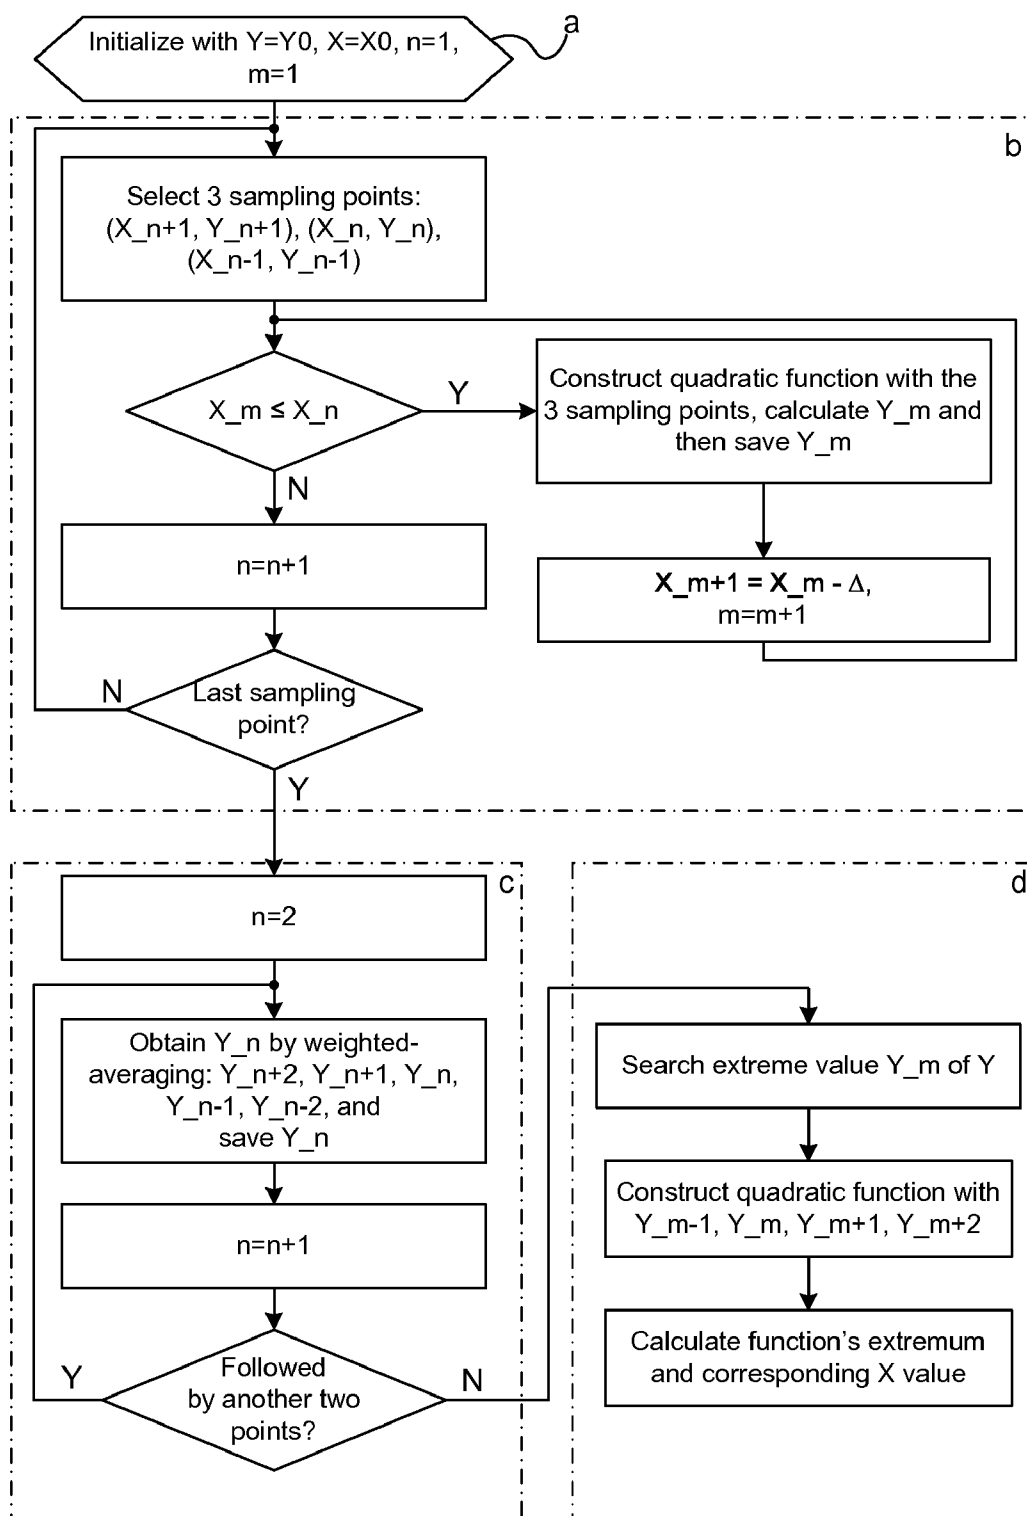 Initialize with Y=Y0, X=X0, n=1,
m=1
a
b
Select 3 sampling points:
(X_n+1, Y_n+1), (X_n, Y_n),
(X_n-1, Y_n-1)
X_m ≤ X_n
Y
N
Construct quadratic function with the
3 sampling points, calculate Y_m and
then save Y_m
X_m+1 = X_m - Δ,
m=m+1
n=n+1
Last sampling
point?
N
Y
c
n=2
Obtain Y_n by weighted-
averaging: Y_n+2, Y_n+1, Y_n,
Y_n-1, Y_n-2, and
save Y_n
n=n+1
Followed
by another two
points?
Y
N
d
Search extreme value Y_m of Y
Construct quadratic function with
Y_m-1, Y_m, Y_m+1, Y_m+2
Calculate function's extremum
and corresponding X value